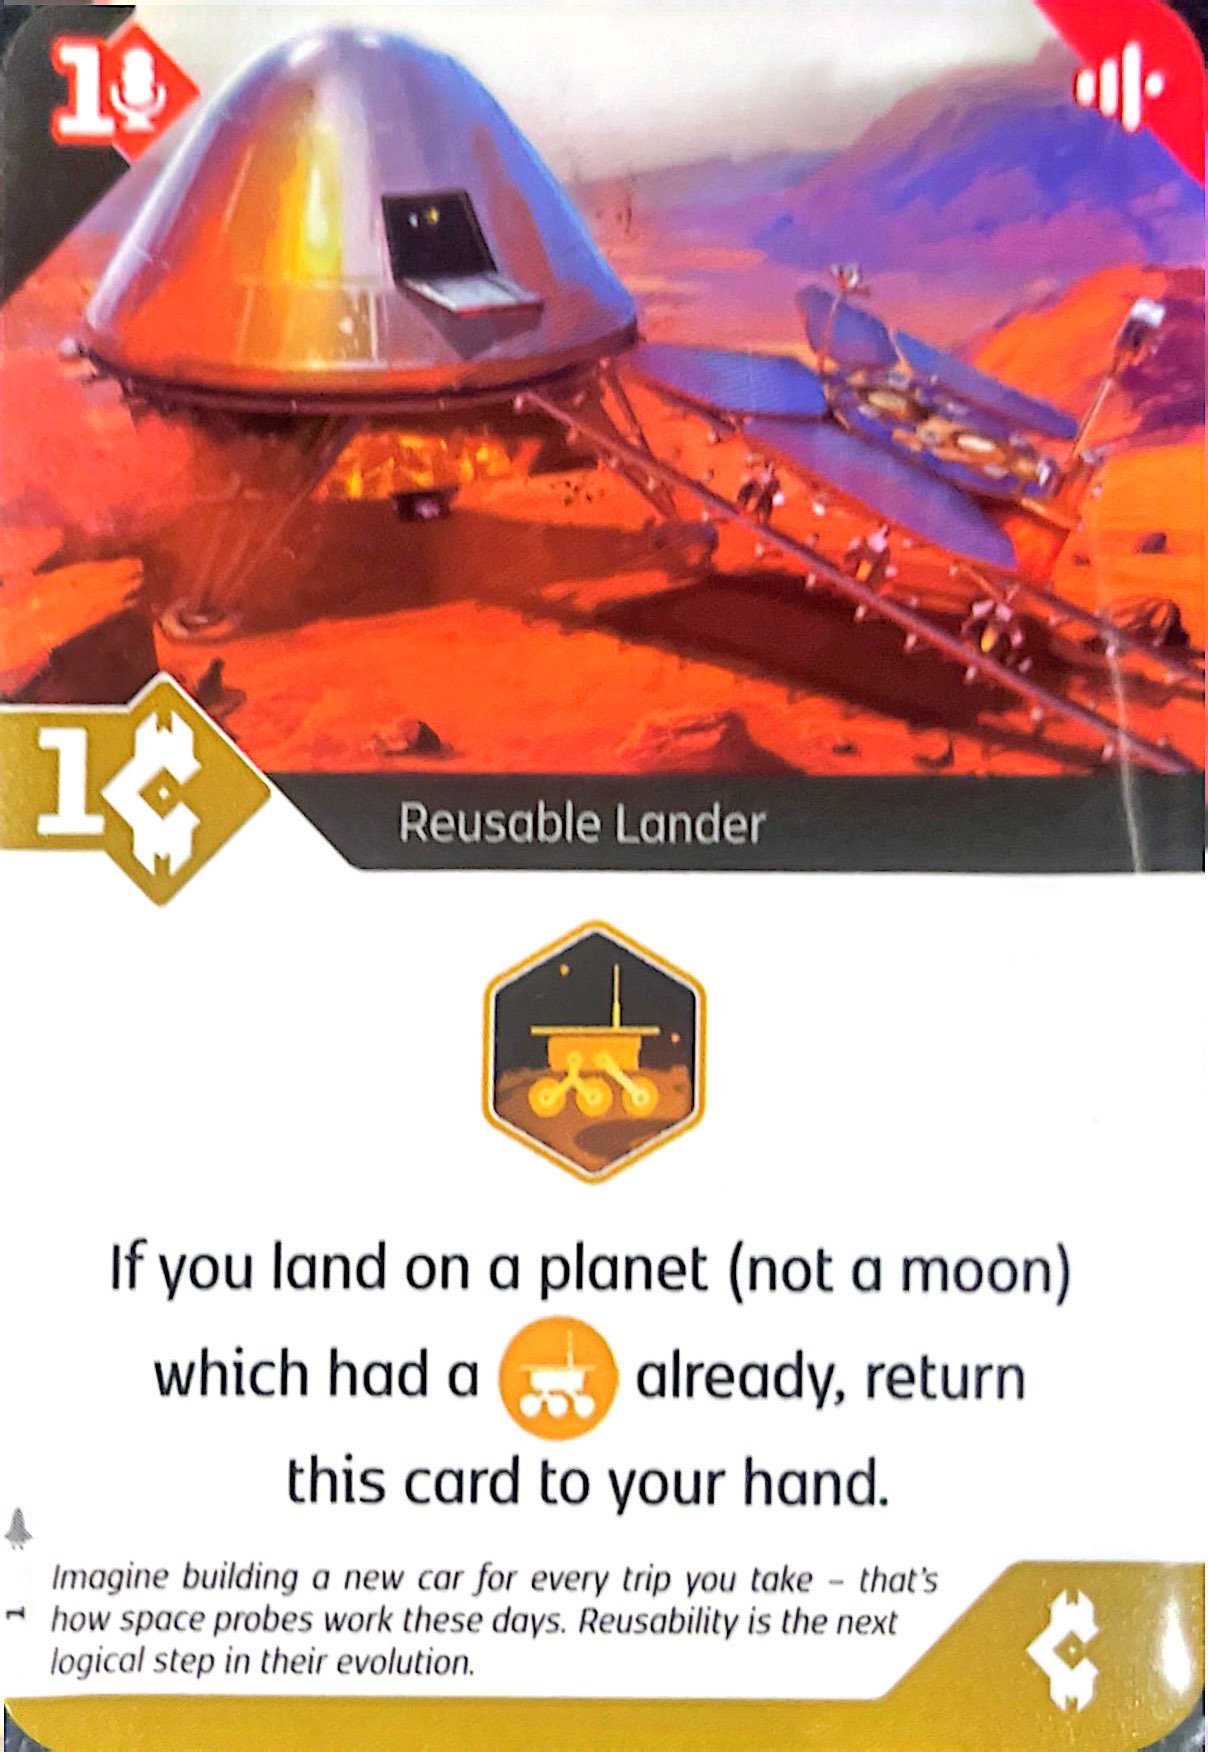 1
1
Reusable Lander
If you land on a planet (not a moon)
which had a already, return
this card to your hand.
Imagine building a new car for every trip you take – that's
how space probes work these days. Reusability is the next
logical step in their evolution.
1